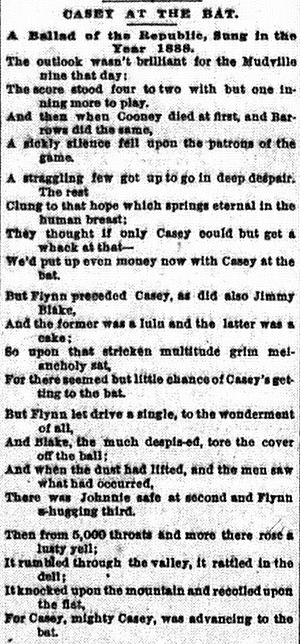 CASEY AT THE BAT.
A Ballad of the Republic, Sung in the
Year 1888.
The outlook wasn't brilliant for the Mudville
nine that day;
The score stood four to two with but one in-
ning more to play.
And then when Cooney died at first, and Bar-
rows did the same,
A sickly silence fell upon the patrons of the
game.
A straggling few got up to go in deep despair.
The rest
Clung to that hope which springs eternal in the
human breast;
They thought if only Casey could but get a
whack at that—
We'd put up even money now with Casey at the
bat.
But Flynn preceded Casey, as did also Jimmy
Blake,
And the former was a lulu and the latter was a
cake;
So upon that stricken multitude grim mel-
ancholy sat,
For there seemed but little chance of Casey's get-
ting to the bat.
But Flynn let drive a single, to the wonderment
of all,
And Blake, the much despis-ed, tore the cover
off the ball;
And when the dust had lifted, and the men saw
what had occurred,
There was Johnnie safe at second and Flynn
a-hugging third.
Then from 5,000 throats and more there rose a
lusty yell;
It rumbled through the valley, it rattled in the
dell;
It knocked upon the mountain and recoiled upon
the flat,
For Casey, mighty Casey, was advancing to the
bat.